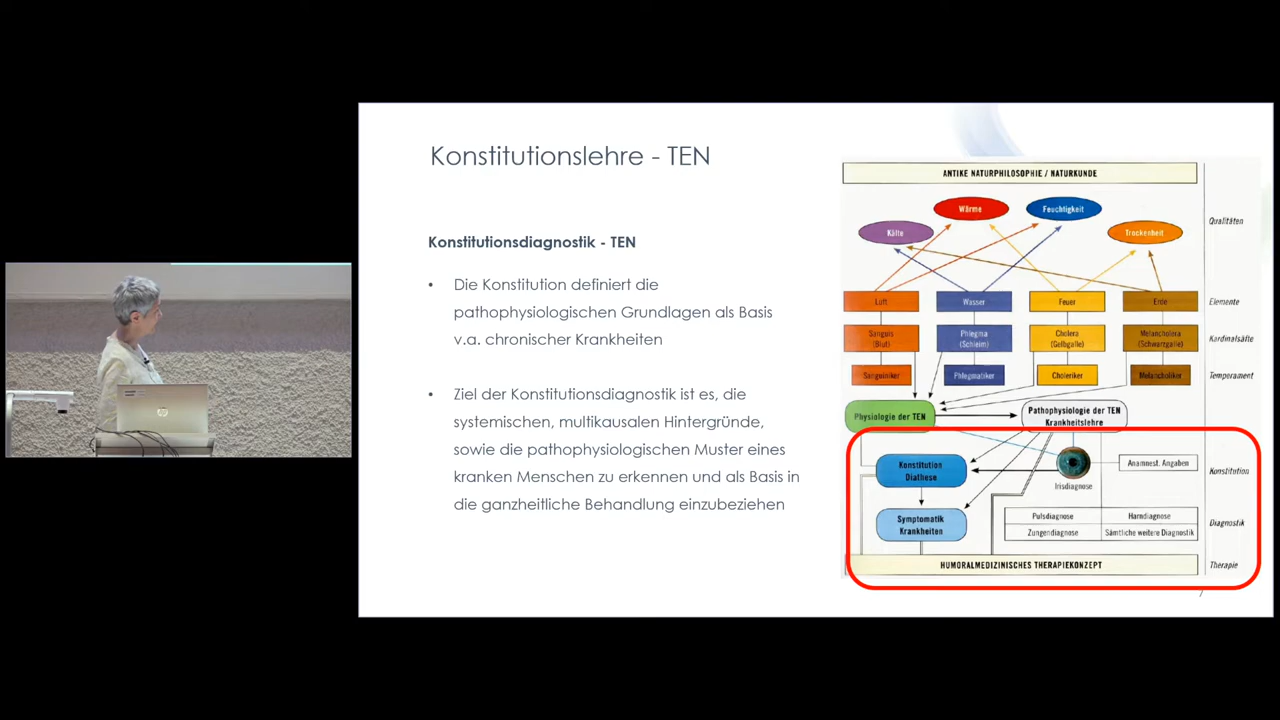 Konstitutionslehre - TEN
Konstitutionsdiagnostik - TEN
• Die Konstitution definiert die
pathophysiologischen Grundlagen als Basis
v.a. chronischer Krankheiten
• Ziel der Konstitutionsdiagnostik ist es, die
systemischen, multikausalen Hintergründe,
sowie die pathophysiologischen Muster eines
kranken Menschen zu erkennen und als Basis in
die ganzheitliche Behandlung einzubeziehen
ANTIKE NATURPHILOSOPHIE / NATURKUNDE
Wärme
Feuchtigkeit
Qualitäten
Kälte
Trockenheit
Luft
Wasser
Feuer
Erde
Elemente
Sanguis
(Blut)
Phlegma
(Schleim)
Cholera
(Gelbgalle)
Melancholera
(Schwarzgalle)
Kardinalsäfte
Sanguiniker
Phlegmatiker
Choleriker
Melancholiker
Temperament
Physiologie der TEN
Pathophysiologie der TEN
Krankheitslehre
Konstitution
Diathese
Irisdiagnose
Anamnest. Angaben
Konstitution
Symptomatik
Krankheiten
Pulsdiagnose
Harndiagnose
Zungendiagnose
Sämtliche weitere Diagnostik
Diagnostik
HUMORALMEDIZINISCHES THERAPIEKONZEPT
Therapie
7
hp